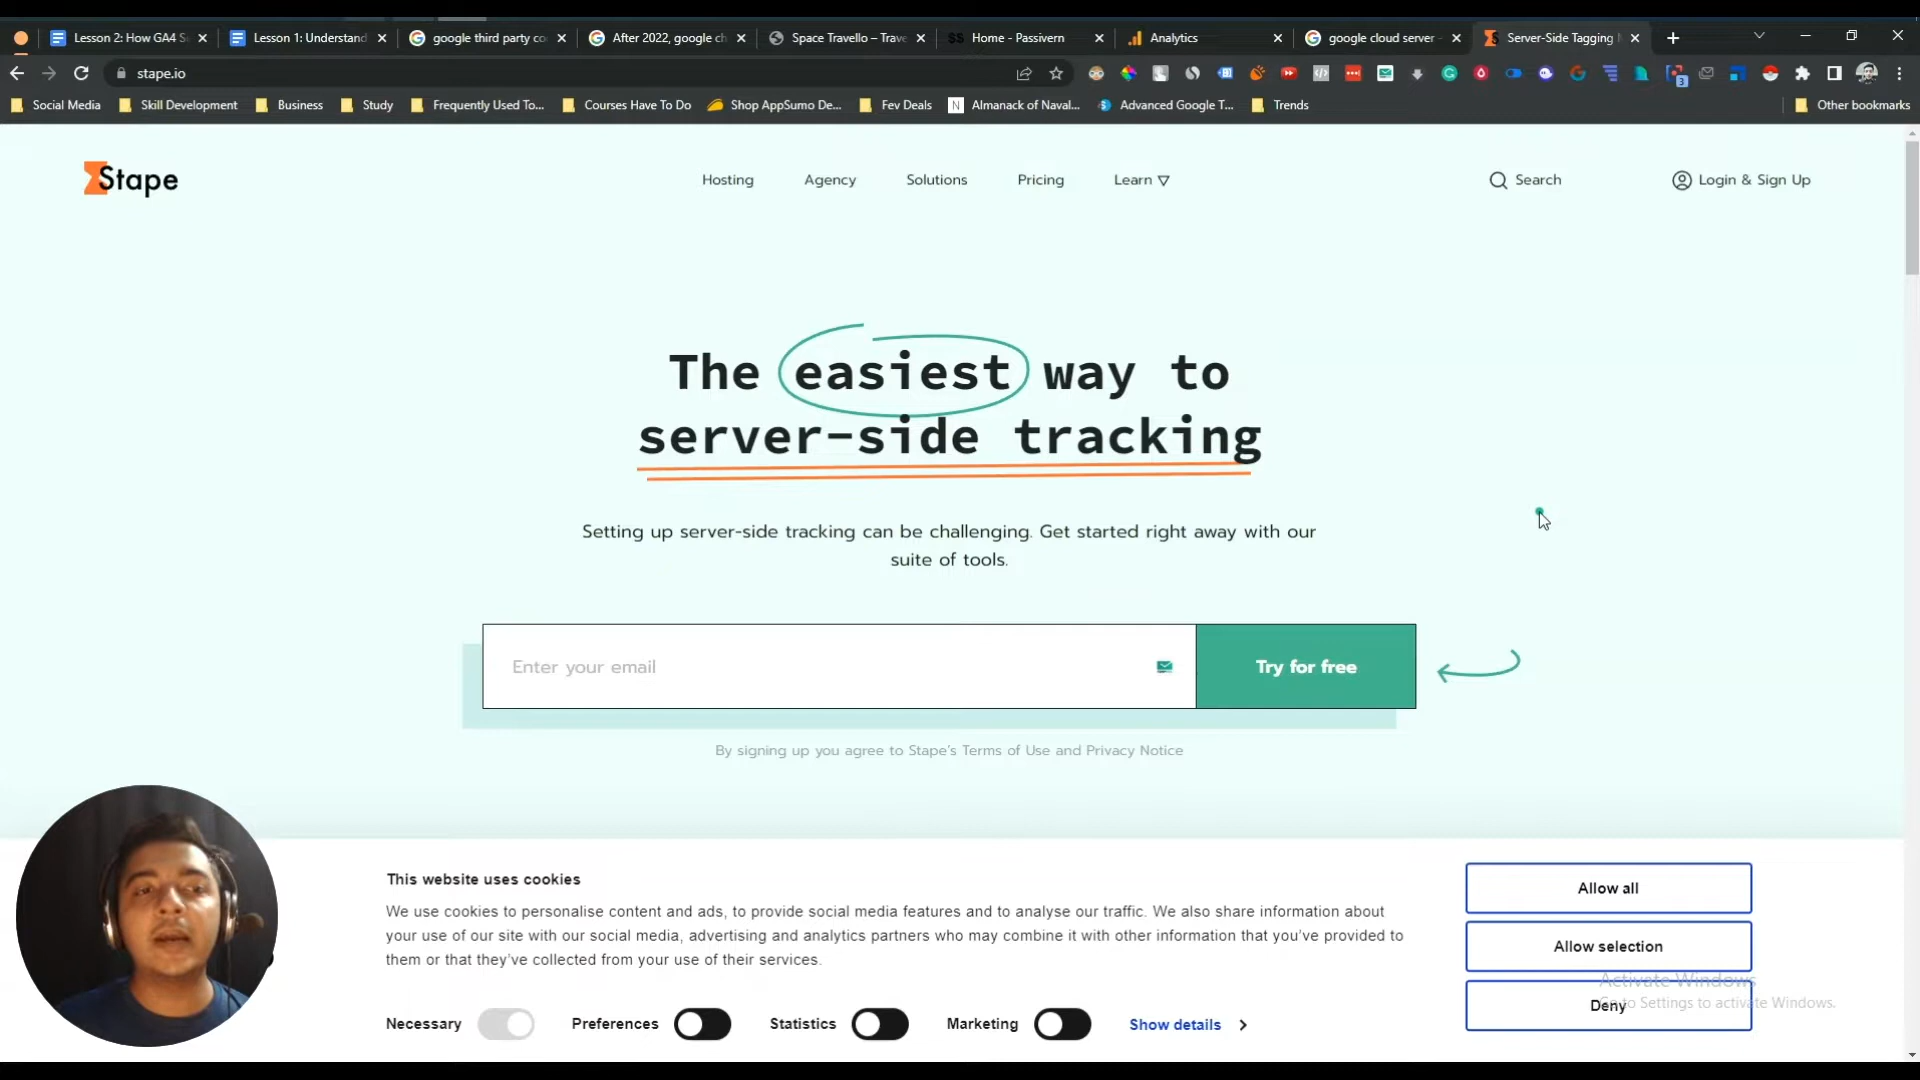 Lesson 2: How GA4 S
Lesson 1: Understand
google third party co
After 2022, google ch
Space Travello – Trave
Home - Passivern
Analytics
google cloud server
Server-Side Tagging
stape.io
Social Media
Skill Development
Business
Study
Frequently Used To...
Courses Have To Do
Shop AppSumo De...
Fev Deals
Almanack of Naval...
Advanced Google T...
Trends
Other bookmarks
Stape
Hosting
Agency
Solutions
Pricing
Learn
Search
Login & Sign Up
The easiest way to
server-side tracking
Setting up server-side tracking can be challenging. Get started right away with our
suite of tools.
Enter your email
Try for free
By signing up you agree to Stape's Terms of Use and Privacy Notice
This website uses cookies
We use cookies to personalise content and ads, to provide social media features and to analyse our traffic. We also share information about
your use of our site with our social media, advertising and analytics partners who may combine it with other information that you've provided to
them or that they've collected from your use of their services.
Necessary
Preferences
Statistics
Marketing
Show details
Allow all
Allow selection
Deny
Activate Windows
Go to Settings to activate Windows.